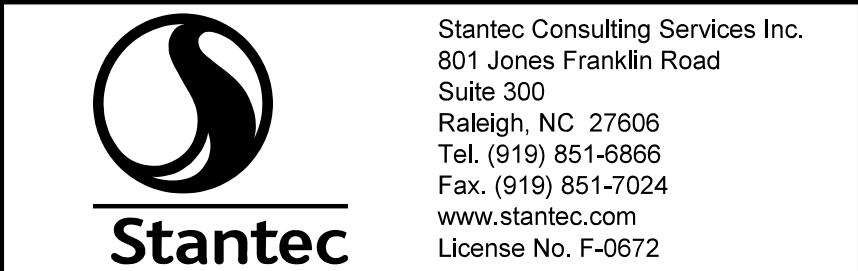 Stantec
Stantec Consulting Services Inc.
801 Jones Franklin Road
Suite 300
Raleigh, NC  27606
Tel. (919) 851-6866
Fax. (919) 851-7024
www.stantec.com
License No. F-0672